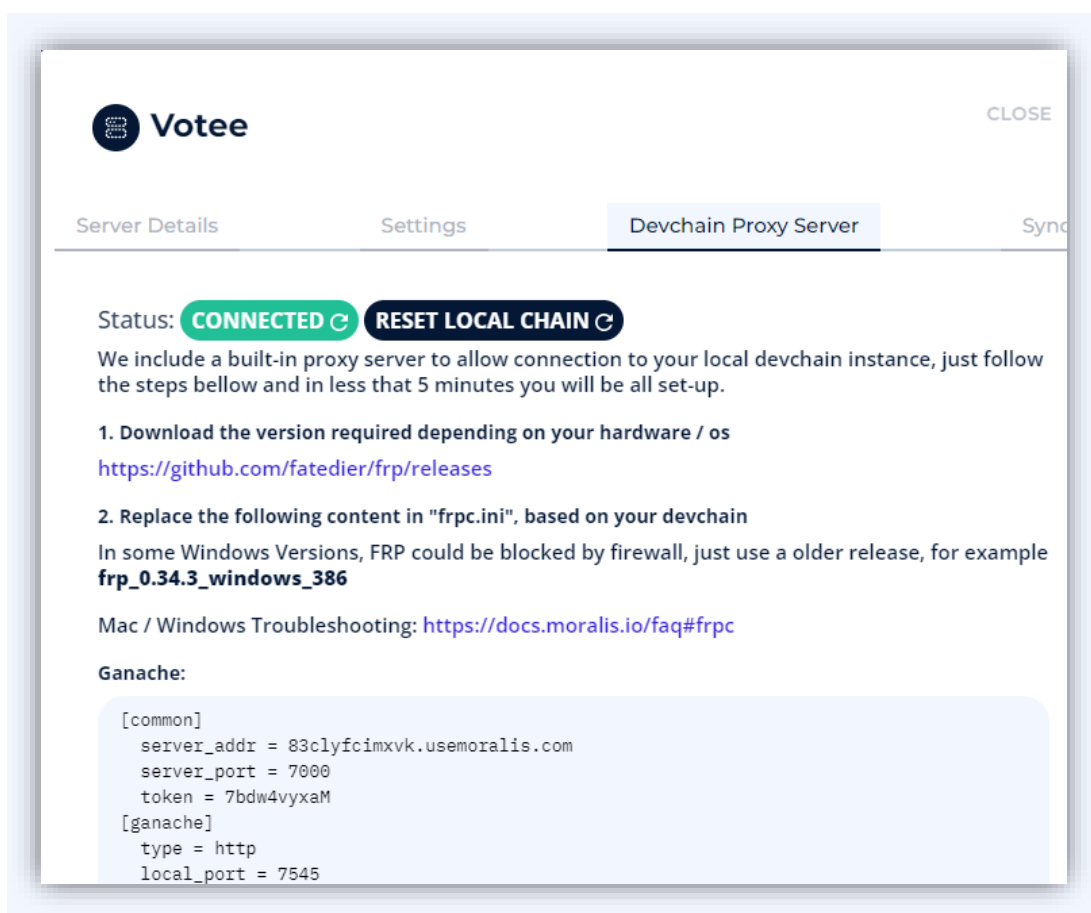 Votee
CLOSE
Server Details
Settings
Devchain Proxy Server
Sync
Status: CONNECTED RESET LOCAL CHAIN
We include a built-in proxy server to allow connection to your local devchain instance, just follow
the steps bellow and in less that 5 minutes you will be all set-up.
1. Download the version required depending on your hardware / os
https://github.com/fatedier/frp/releases
2. Replace the following content in "frpc.ini", based on your devchain
In some Windows Versions, FRP could be blocked by firewall, just use a older release, for example
frp_0.34.3_windows_386
Mac / Windows Troubleshooting: https://docs.moralis.io/faq#frpc
Ganache:
[common]
server_addr = 83clyfcimxvk.usemoralis.com
server_port = 7000
token = 7bdw4vyxaM
[ganache]
type = http
local_port = 7545